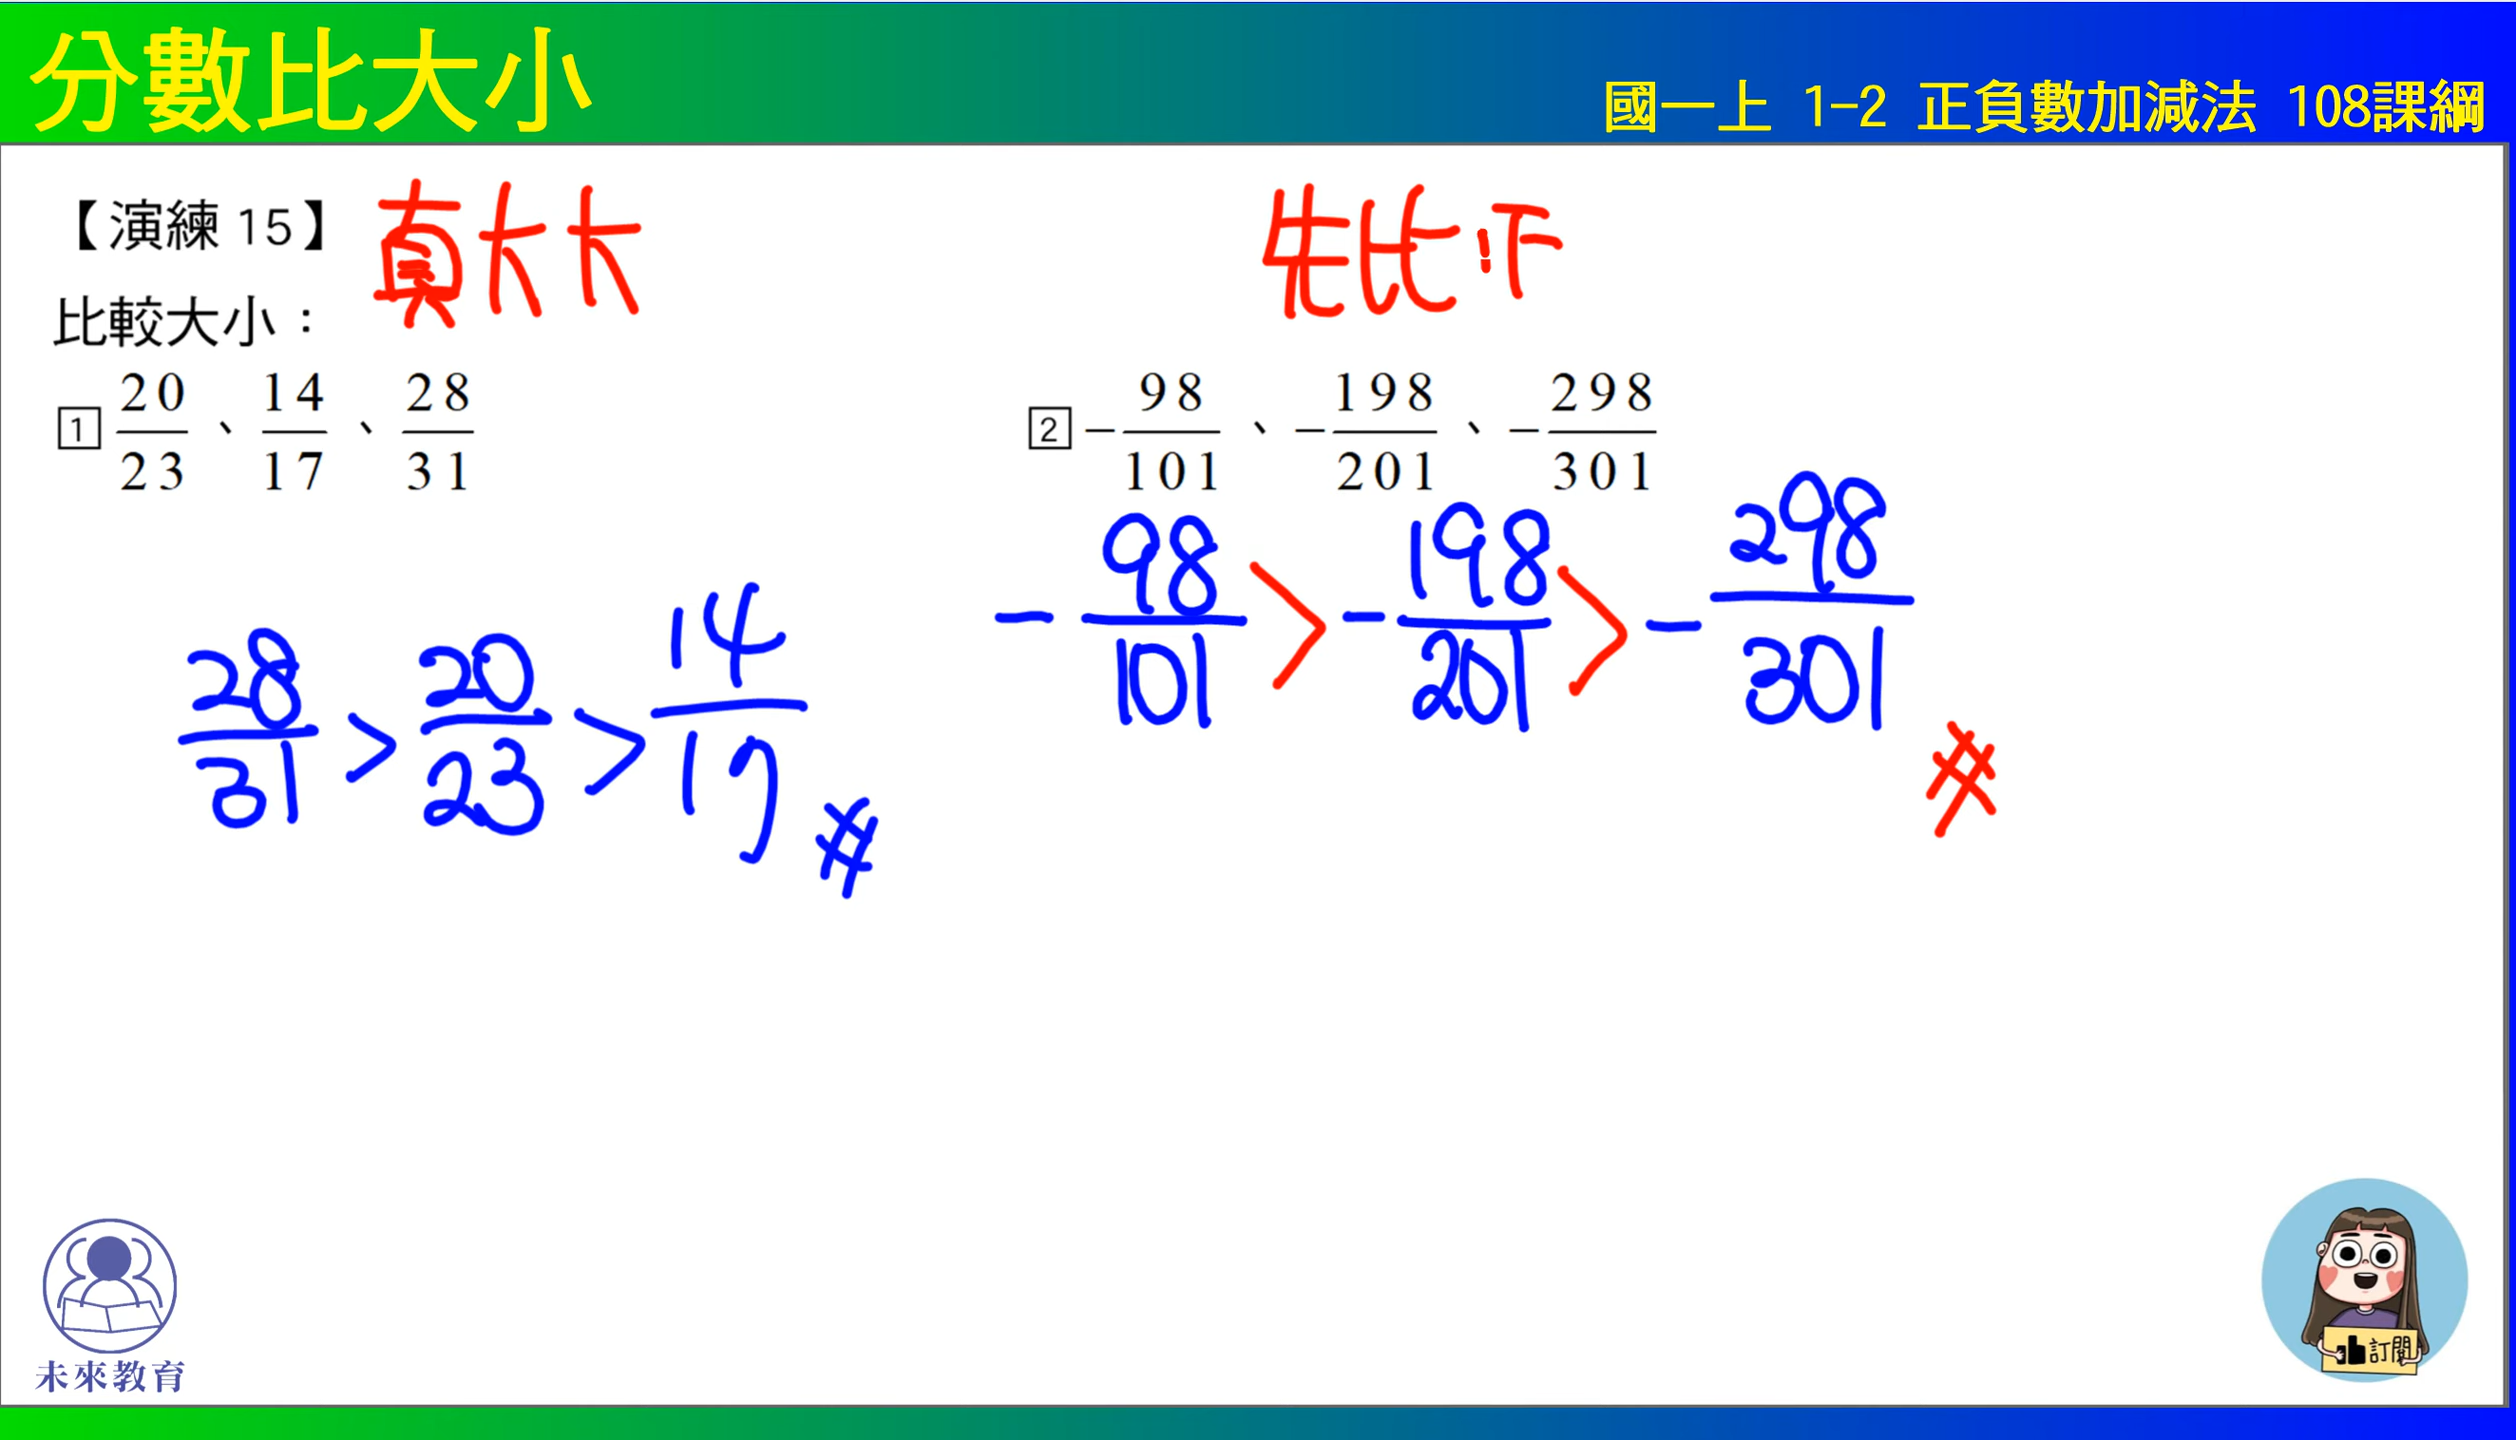 分數比大小
國一上 1-2 正負數加減法 108課綱
【演練 15】
真大大
先比下
比較大小：
1 20/23 、 14/17 、 28/31
2 -98/101 、 -198/201 、 -298/301
28/31 > 20/23 > 14/17 #
-98/101 > -198/201 > -298/301 #
未來教育
訂閱